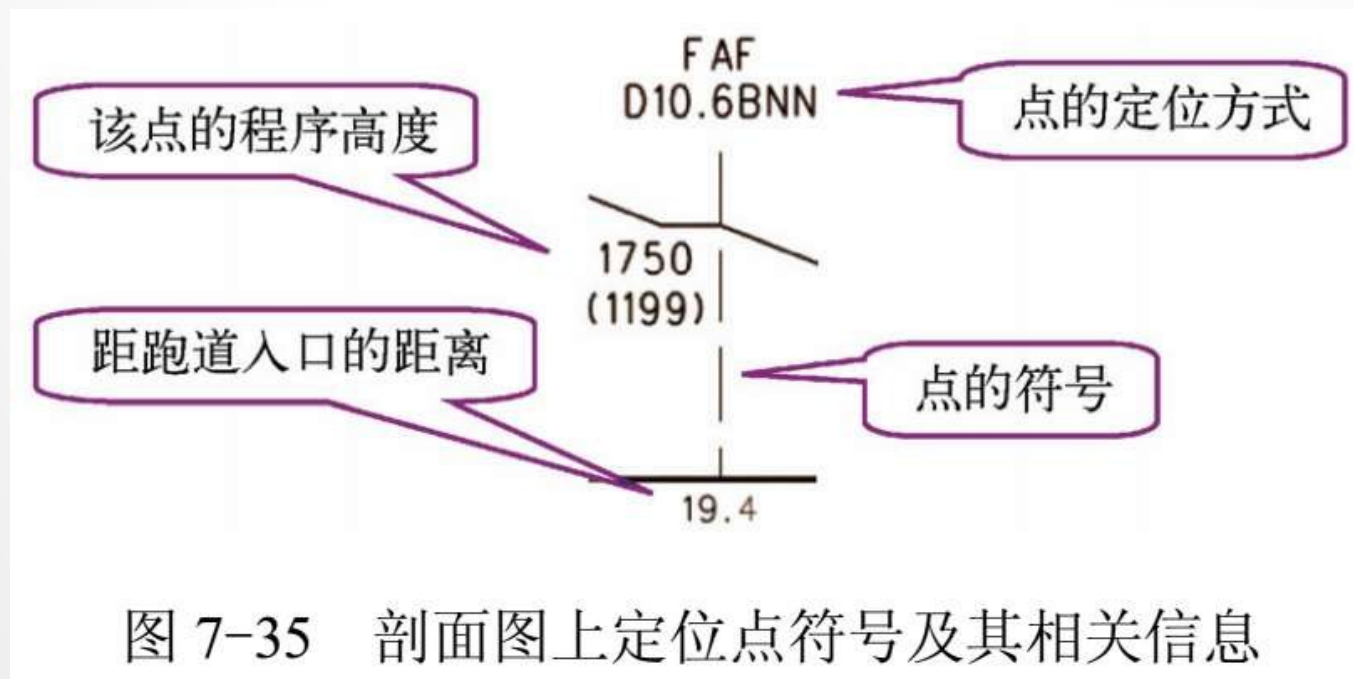 FAF
D10.6BNN
点的定位方式
该点的程序高度
1750
(1199)
距跑道入口的距离
点的符号
19.4
图 7-35 剖面图上定位点符号及其相关信息